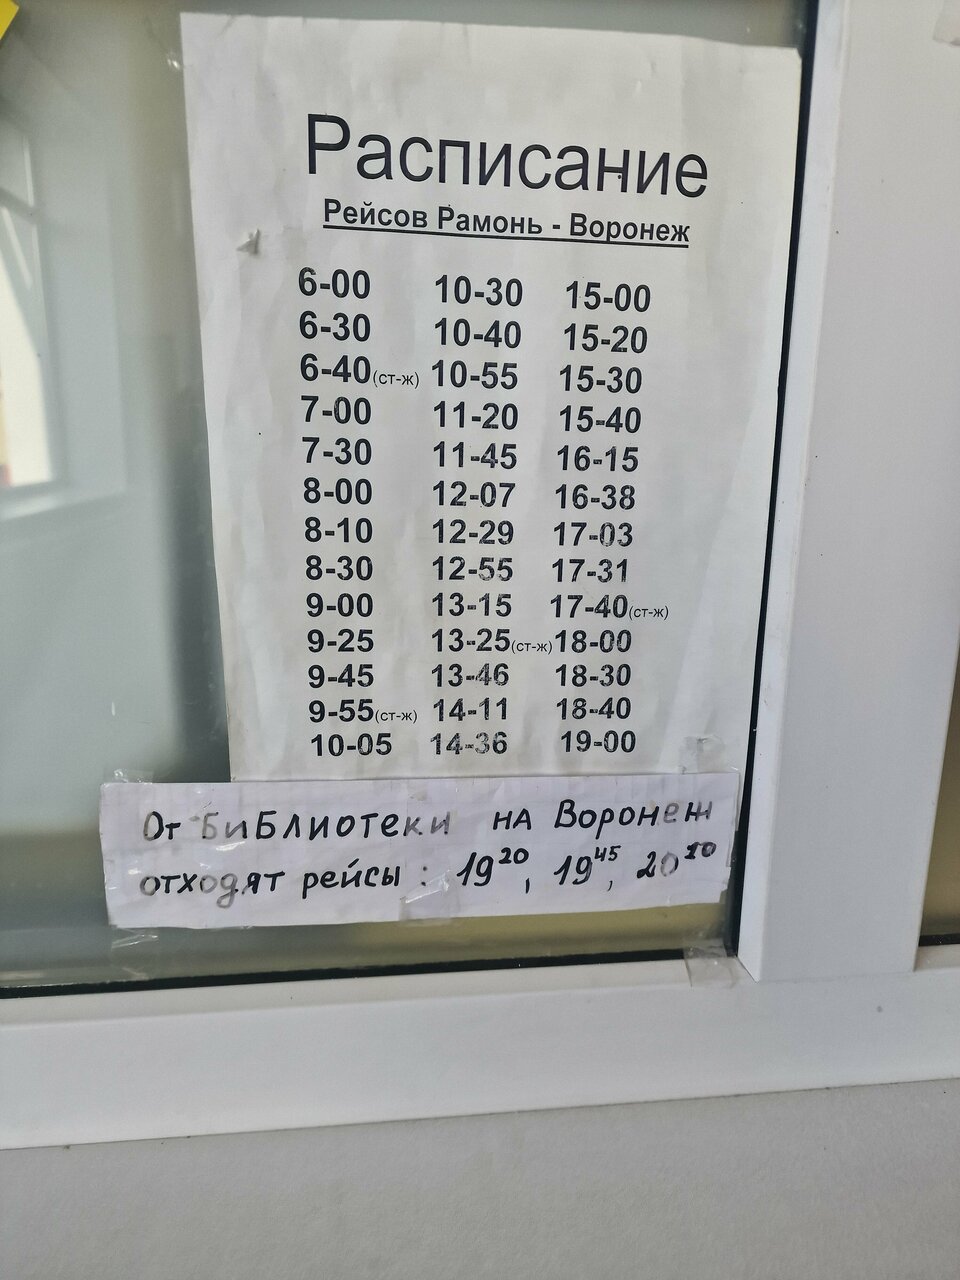 Расписание
Рейсов Рамонь - Воронеж
6-00 10-30 15-00
6-30 10-40 15-20
6-40(ст-ж) 10-55 15-30
7-00 11-20 15-40
7-30 11-45 16-15
8-00 12-07 16-38
8-10 12-29 17-03
8-30 12-55 17-31
9-00 13-15 17-40(ст-ж)
9-25 13-25(ст-ж) 18-00
9-45 13-46 18-30
9-55(ст-ж) 14-11 18-40
10-05 14-36 19-00
От Библиотеки на Воронеж
отходят рейсы : 19²⁰, 19⁴⁵, 20²⁰